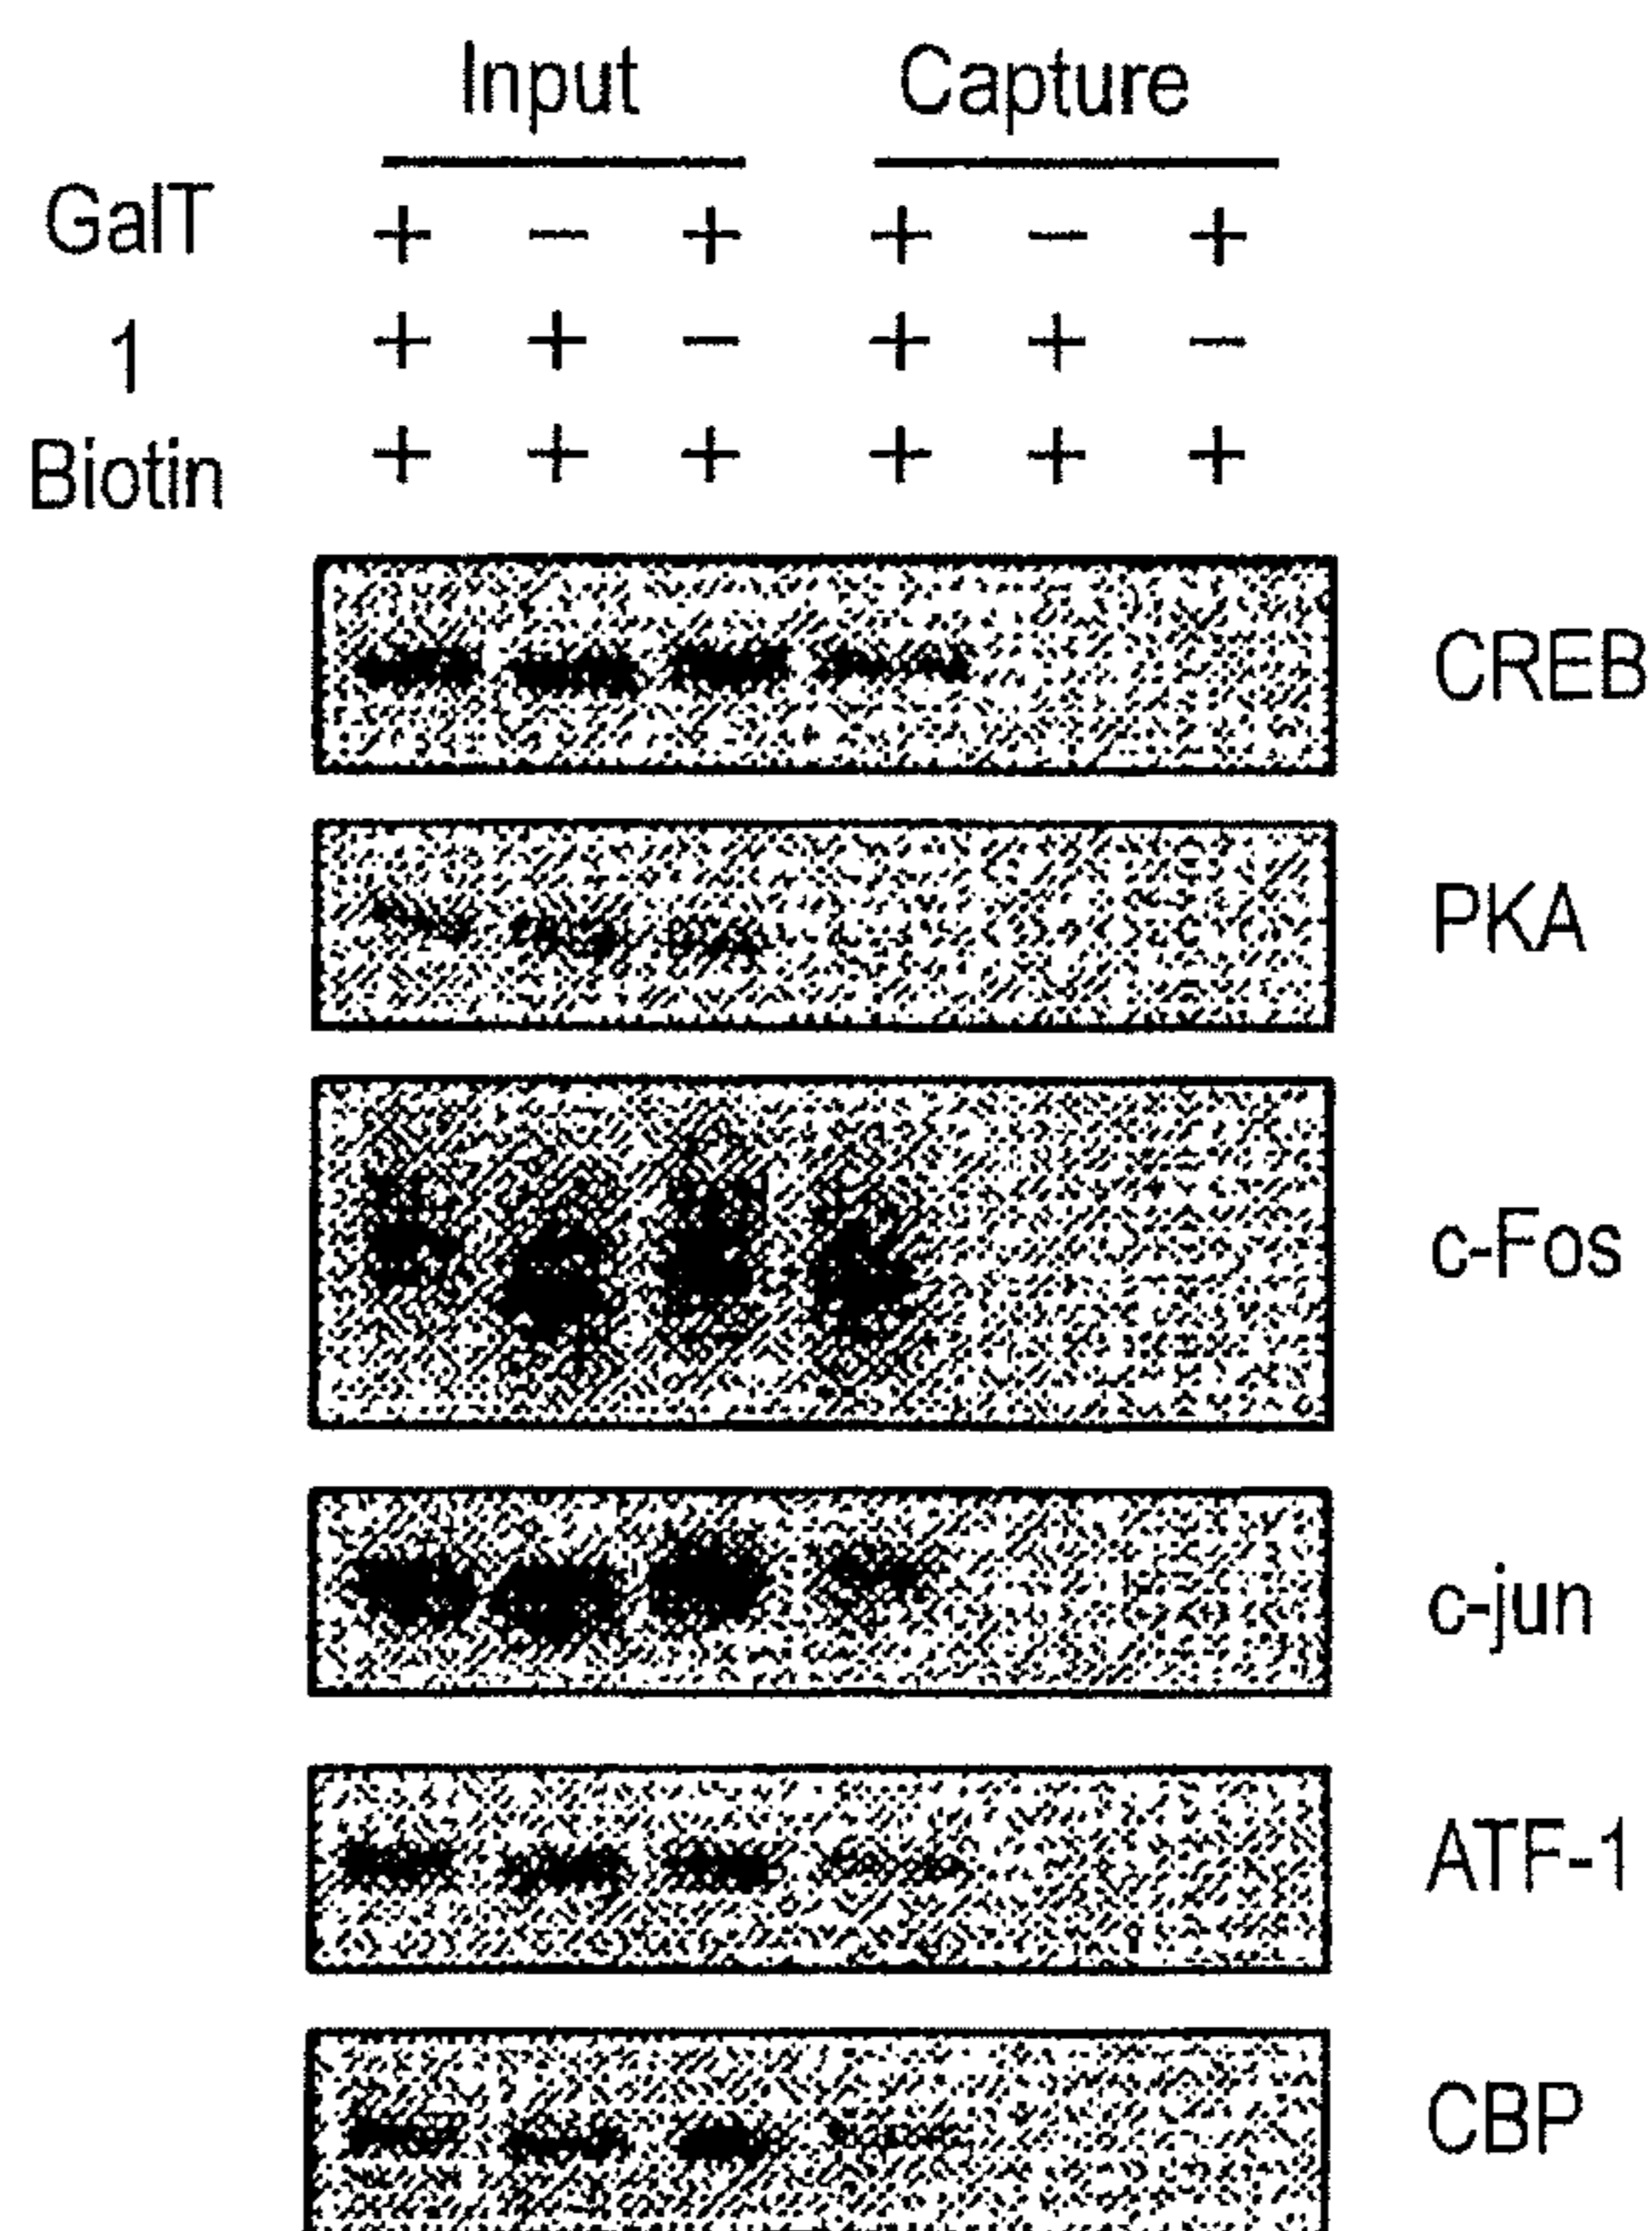 Input Capture
GalT + − + + − +
1 + + − + + −
Biotin + + + + + +
CREB
PKA
c-Fos
c-jun
ATF-1
CBP